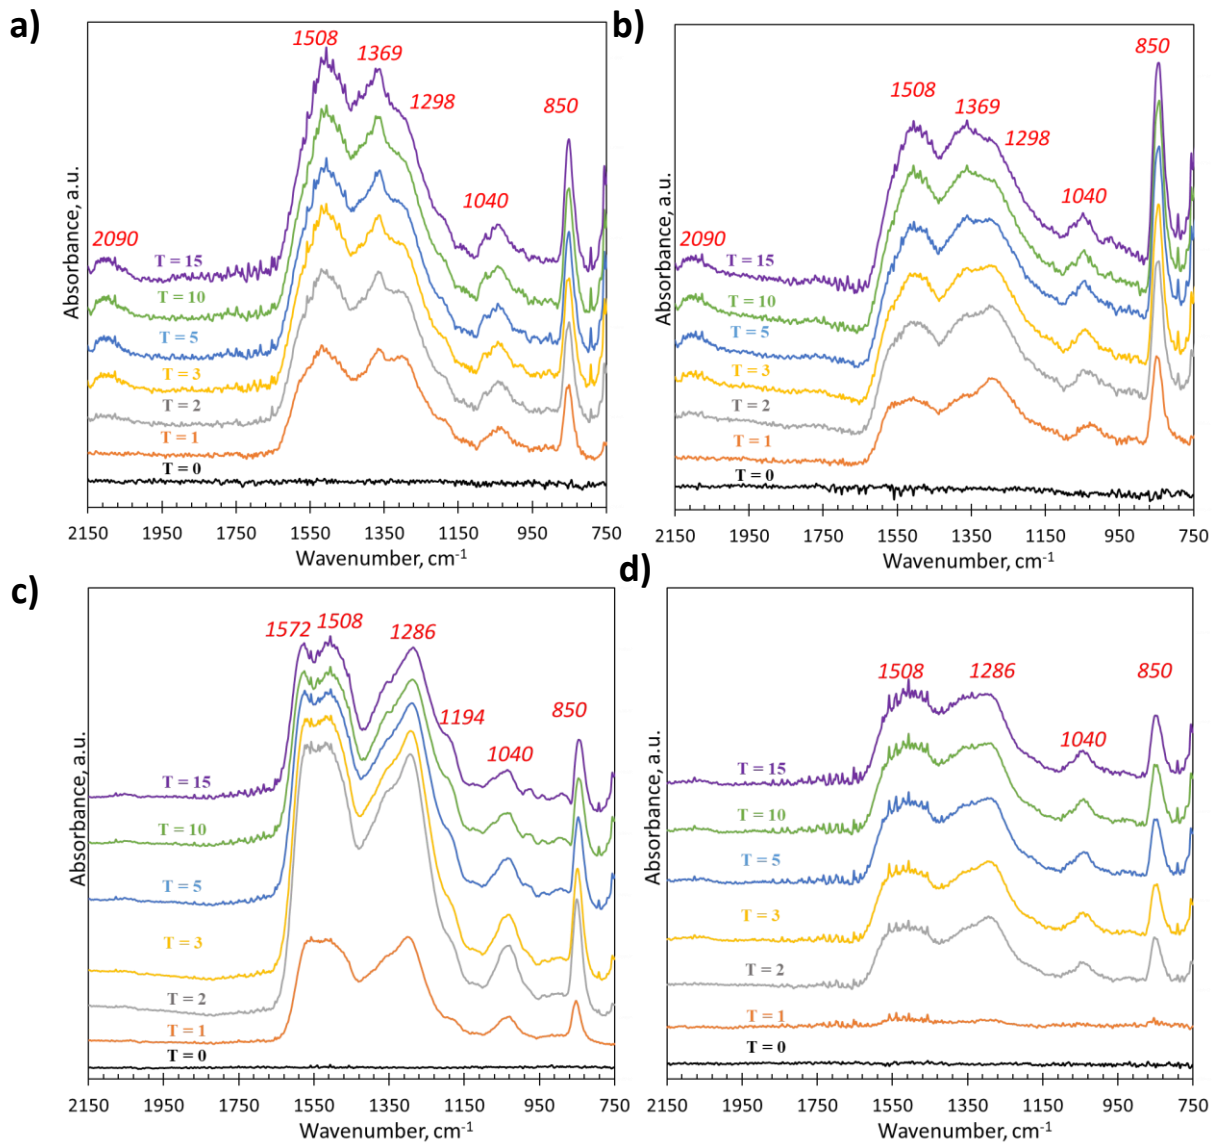 a)
1508
1369
1298
850
1040
2090
T = 15
T = 10
T = 5
T = 3
T = 2
T = 1
T = 0
Absorbance, a.u.
2150 1950 1750 1550 1350 1150 950 750
Wavenumber, cm-1
b)
850
1508
1369
1298
1040
2090
T = 15
T = 10
T = 5
T = 3
T = 2
T = 1
T = 0
Absorbance, a.u.
2150 1950 1750 1550 1350 1150 950 750
Wavenumber, cm-1
c)
1572
1508
1286
1194
850
1040
T = 15
T = 10
T = 5
T = 3
T = 2
T = 1
T = 0
Absorbance, a.u.
2150 1950 1750 1550 1350 1150 950 750
Wavenumber, cm-1
d)
1508
1286
850
1040
T = 15
T = 10
T = 5
T = 3
T = 2
T = 1
T = 0
Absorbance, a.u.
2150 1950 1750 1550 1350 1150 950 750
Wavenumber, cm-1